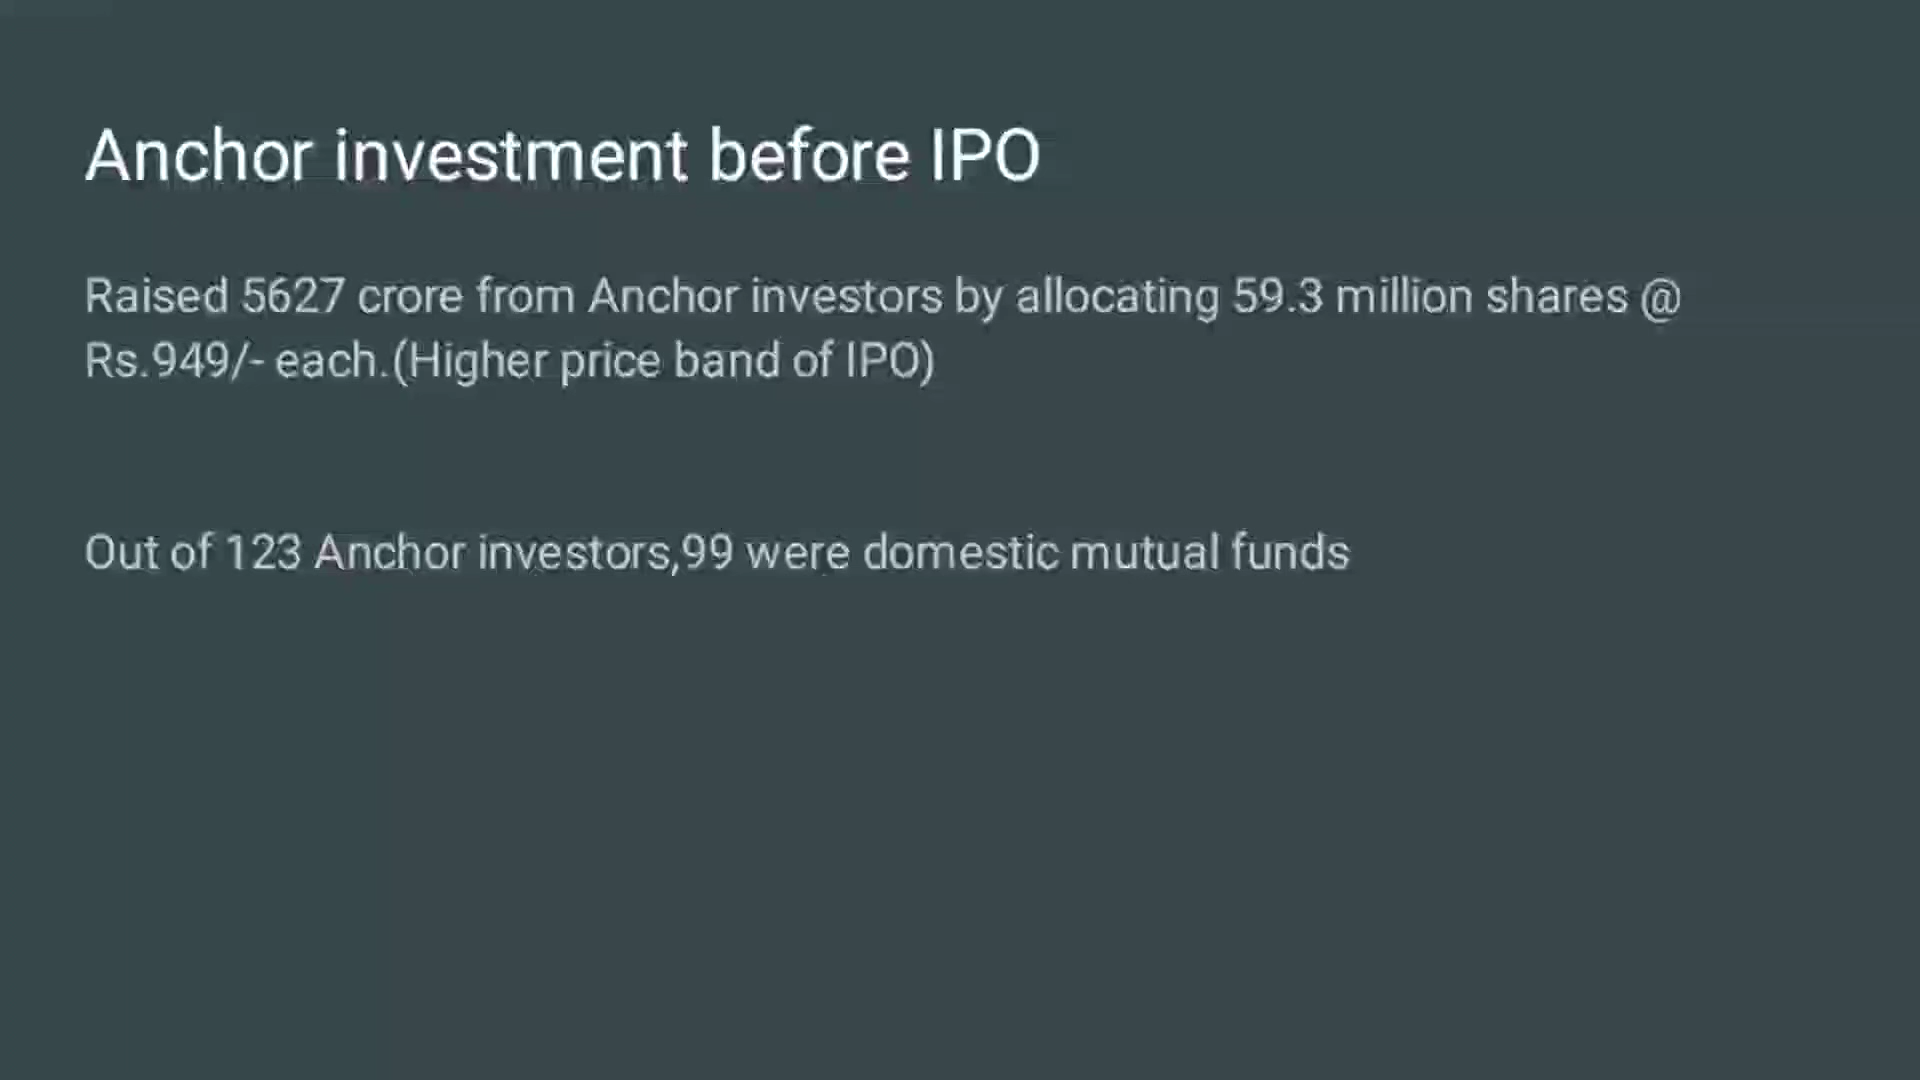 Anchor investment before IPO
Raised 5627 crore from Anchor investors by allocating 59.3 million shares @
Rs.949/- each.(Higher price band of IPO)
Out of 123 Anchor investors,99 were domestic mutual funds